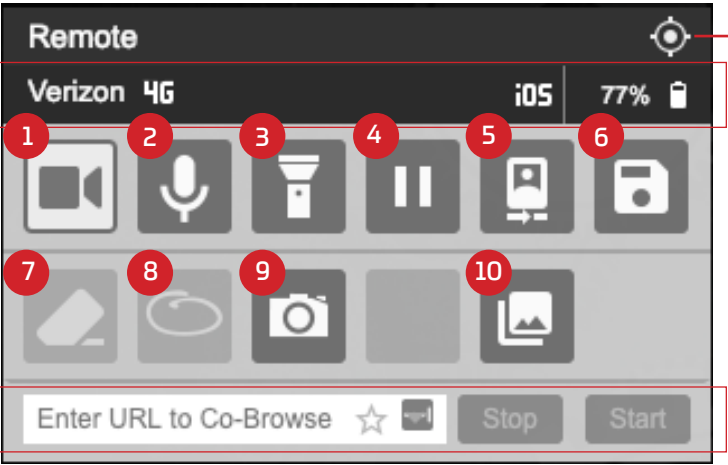 Remote
Verizon 4G iOS 77%
1 2 3 4 5 6
7 8 9 10
Enter URL to Co-Browse Stop Start